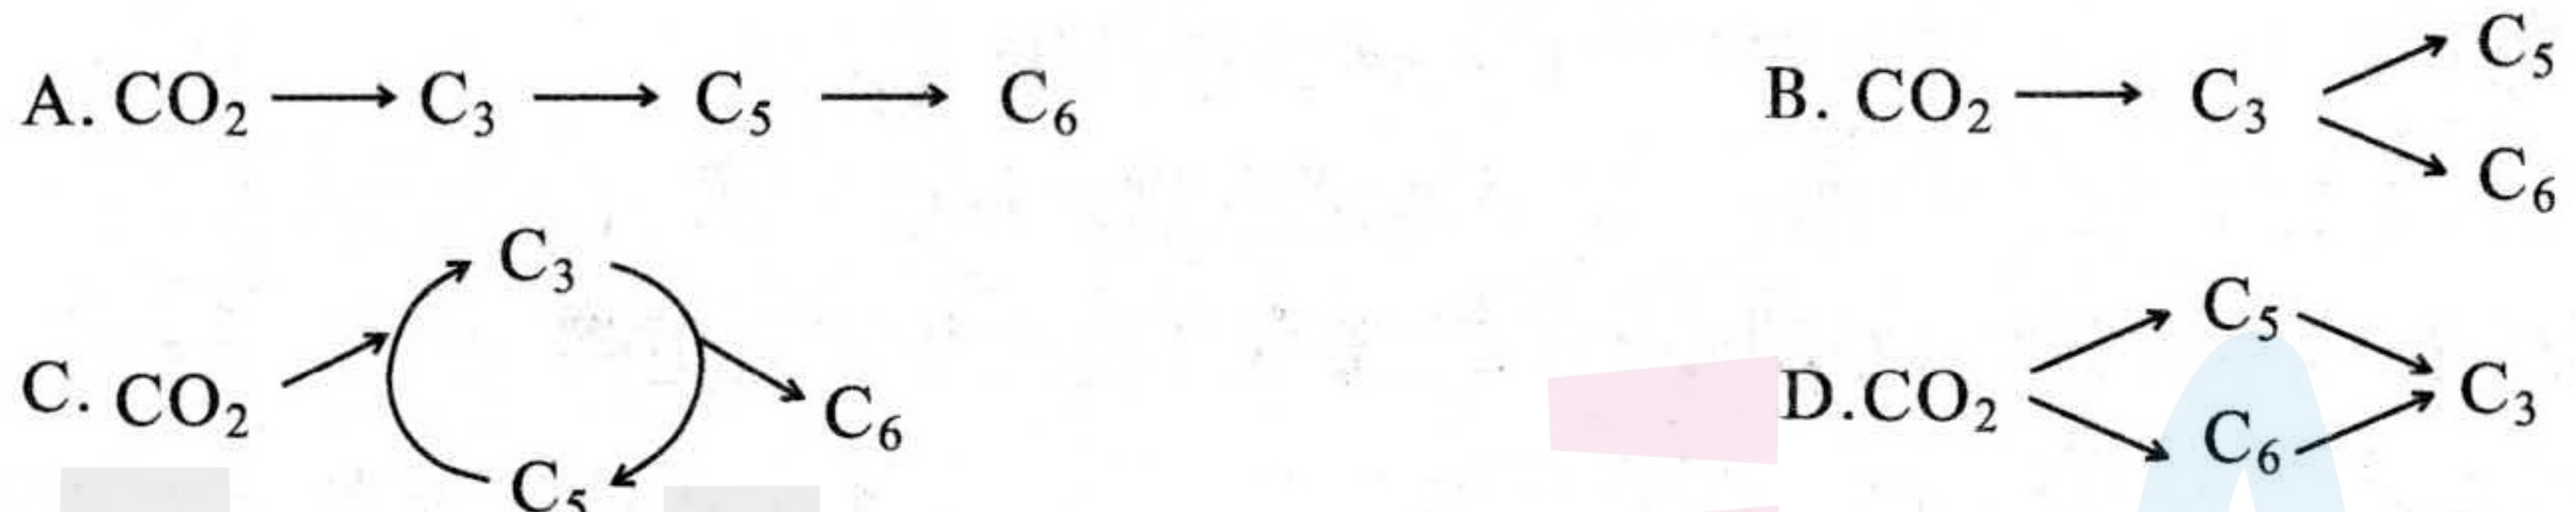 A. CO₂ → C₃ → C₅ → C₆
B. CO₂ → C₃ C₅ C₆
C. CO₂ C₃ C₅ C₆
D.CO₂ C₅ C₆ C₃